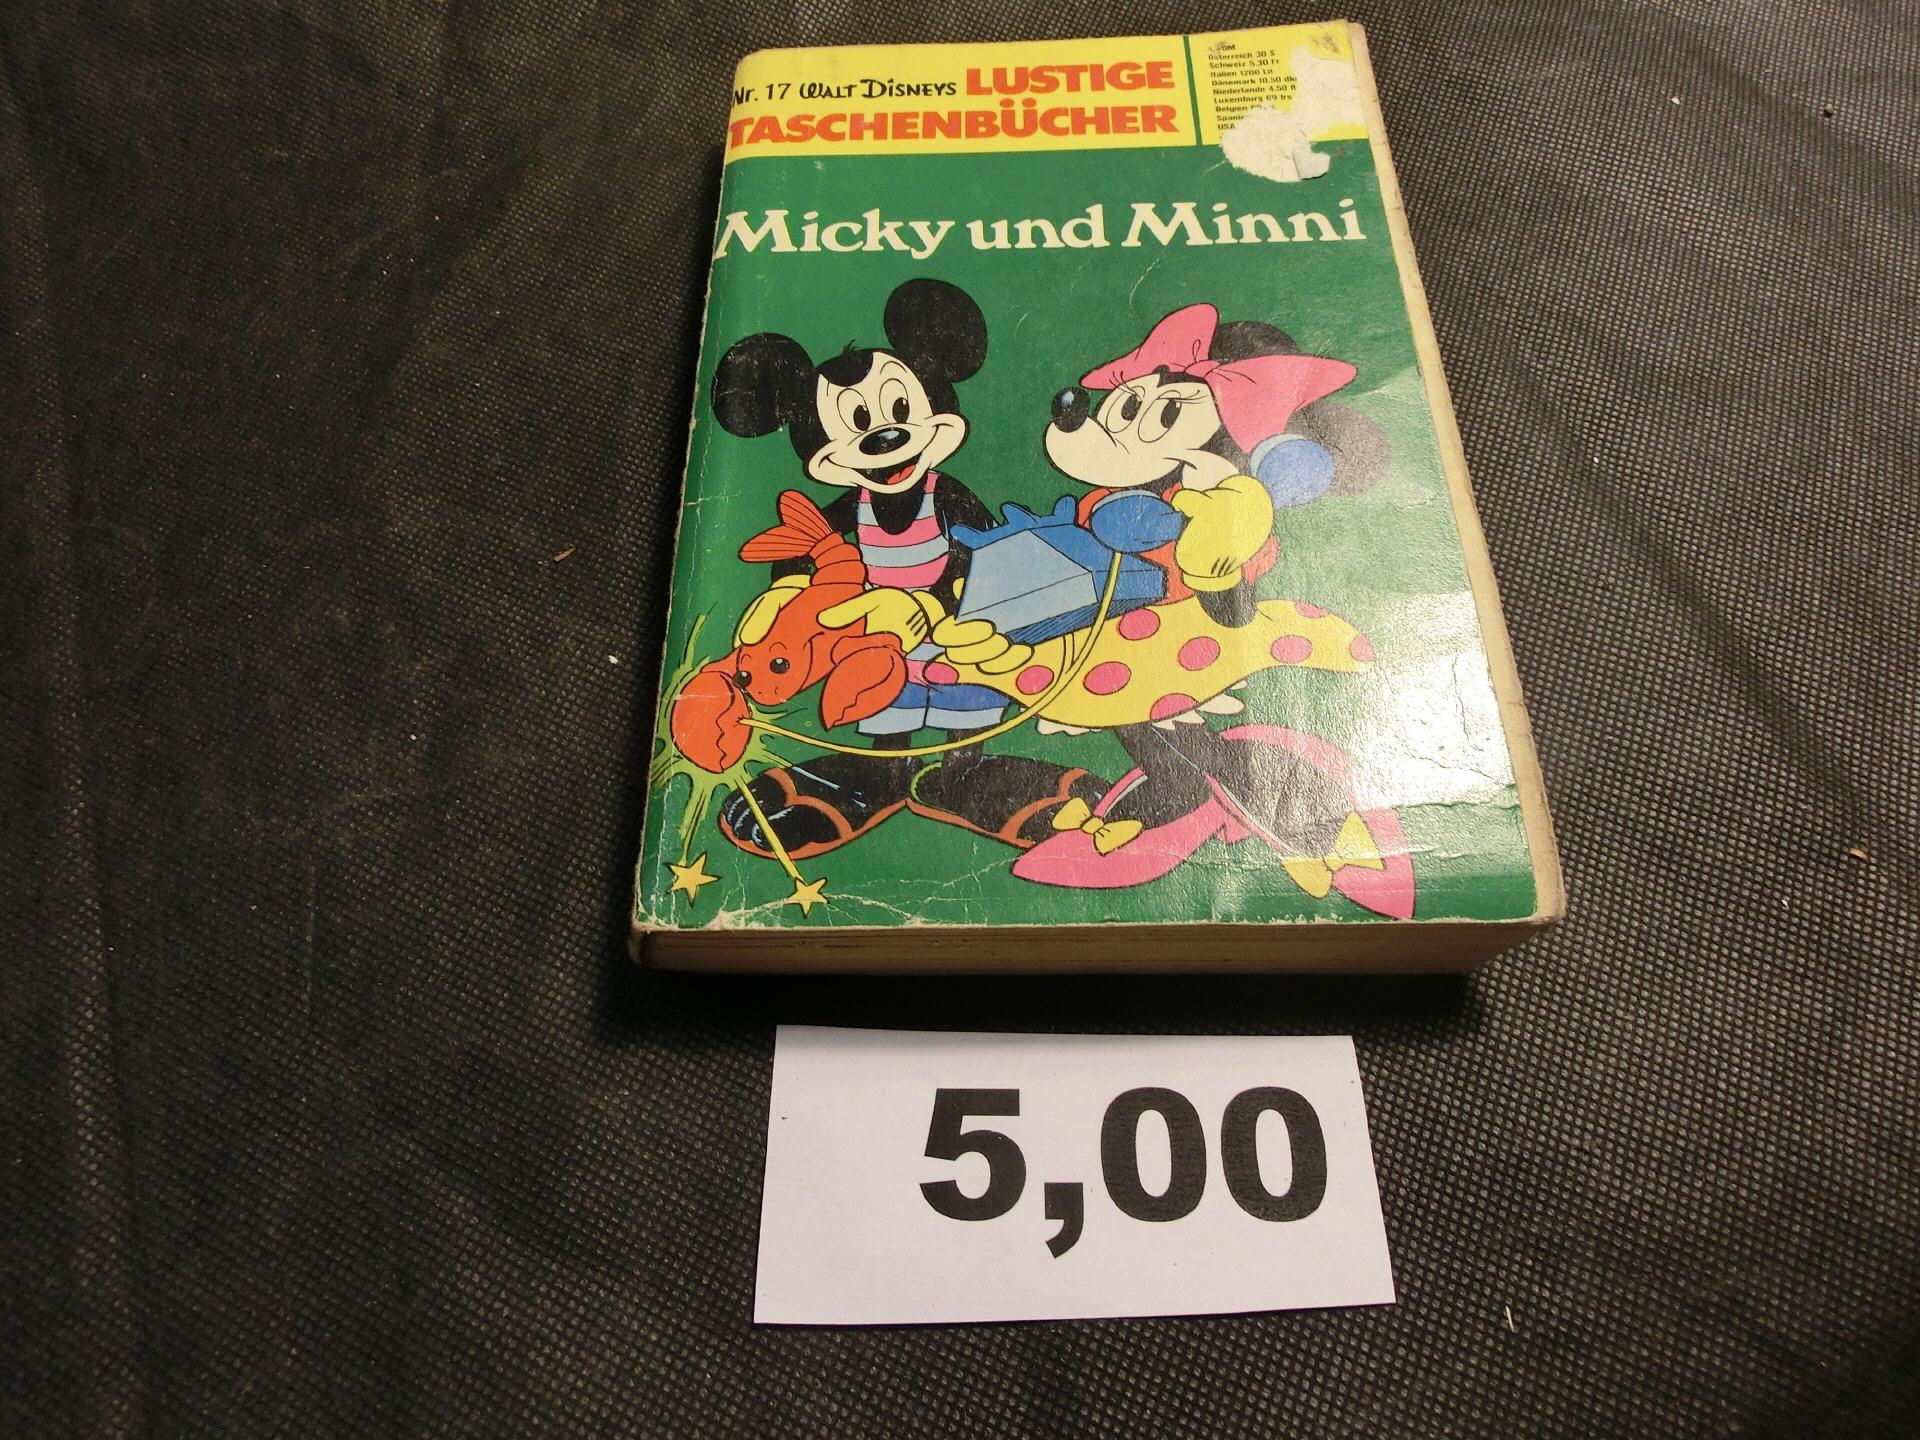 Nr. 17 WALT DISNEYS LUSTIGE
TASCHENBÜCHER
Österreich 30 S
Schweiz 5.30 Fr
Italien 1200 Lit
Dänemark 10.50 dkr
Niederlande 4.50 fl
Luxemburg 69 frs
Belgien
USA
Micky und Minni
5,00